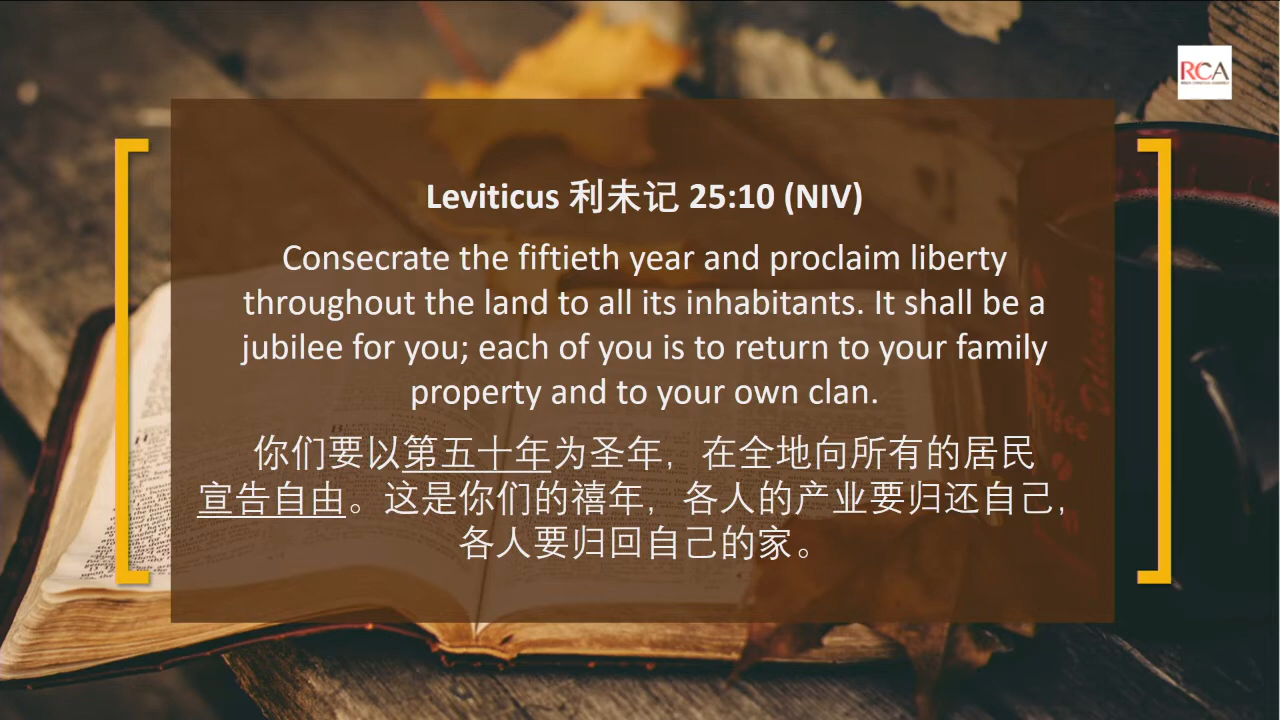 RCA
Leviticus 利未记 25:10 (NIV)
Consecrate the fiftieth year and proclaim liberty
throughout the land to all its inhabitants. It shall be a
jubilee for you; each of you is to return to your family
property and to your own clan.
你们要以第五十年为圣年，在全地向所有的居民
宣告自由。这是你们的禧年，各人的产业要归还自己，
各人要归回自己的家。